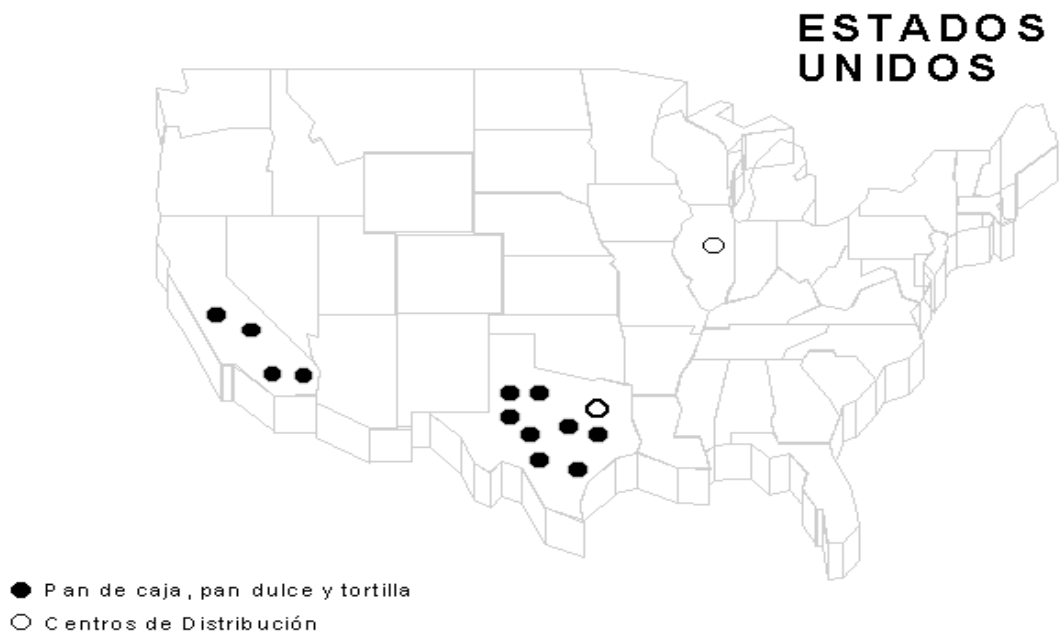 ESTADOS
UNIDOS
Pan de caja, pan dulce y tortilla
Centros de Distribución